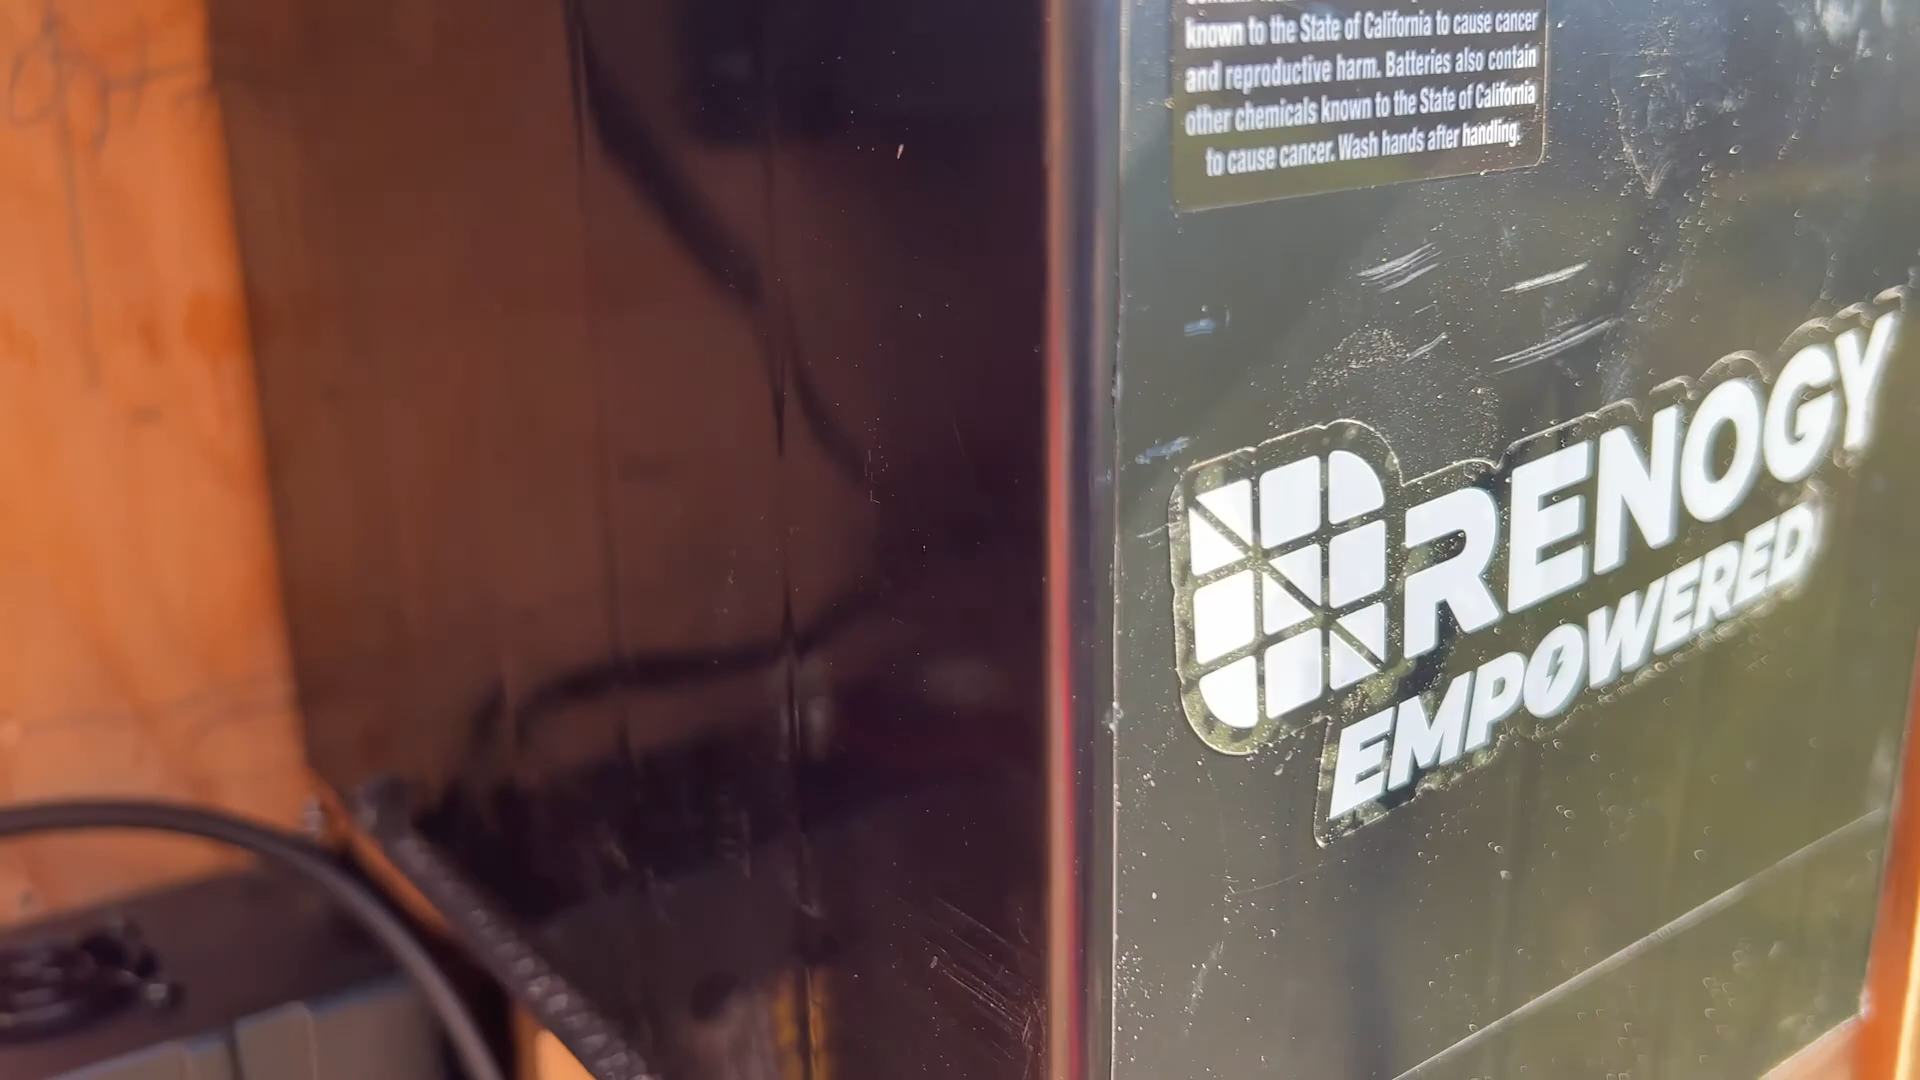 known to the State of California to cause cancer
and reproductive harm. Batteries also contain
other chemicals known to the State of California
to cause cancer. Wash hands after handling.
RENOGY
EMPOWERED